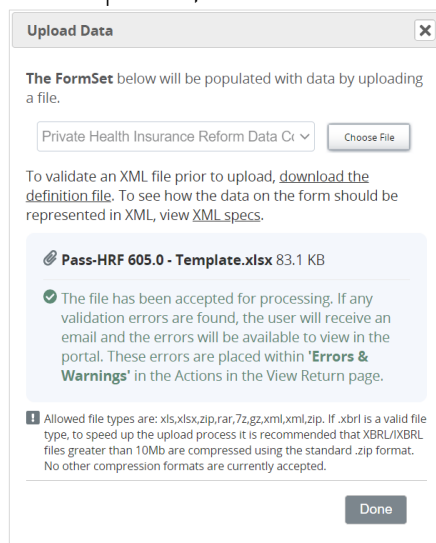 Upload Data
The FormSet below will be populated with data by uploading
a file.
Private Health Insurance Reform Data Cc
Choose File
To validate an XML file prior to upload, download the
definition file. To see how the data on the form should be
represented in XML, view XML specs.
Pass-HRF 605.0 - Template.xlsx 83.1 KB
The file has been accepted for processing. If any
validation errors are found, the user will receive an
email and the errors will be available to view in the
portal. These errors are placed within 'Errors &
Warnings' in the Actions in the View Return page.
Allowed file types are: xls,xlsx,zip,rar,7z,gz,xml,xml,zip. If .xbrl is a valid file
type, to speed up the upload process it is recommended that XBRL/IXBRL
files greater than 10Mb are compressed using the standard .zip format.
No other compression formats are currently accepted.
Done